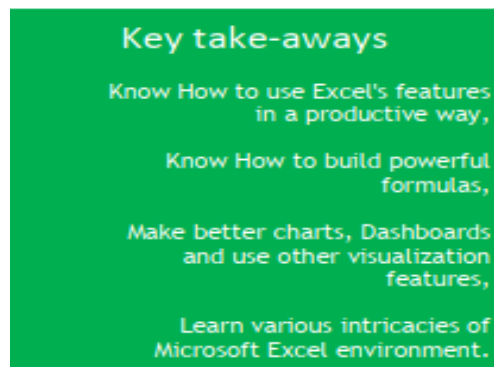 Key take-aways
Know How to use Excel's features
in a productive way,
Know How to build powerful
formulas,
Make better charts, Dashboards
and use other visualization
features,
Learn various intricacies of
Microsoft Excel environment.